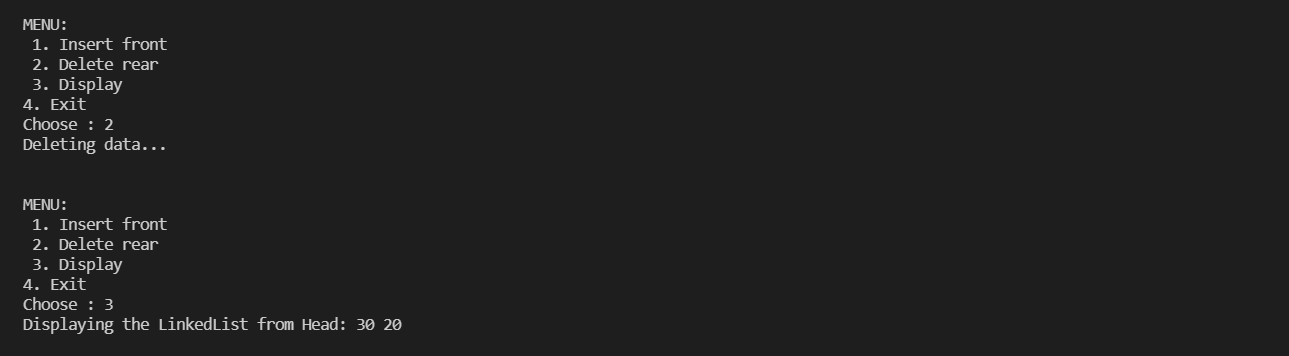 MENU:
 1. Insert front
 2. Delete rear
 3. Display
4. Exit
Choose : 2
Deleting data...
MENU:
 1. Insert front
 2. Delete rear
 3. Display
4. Exit
Choose : 3
Displaying the LinkedList from Head: 30 20